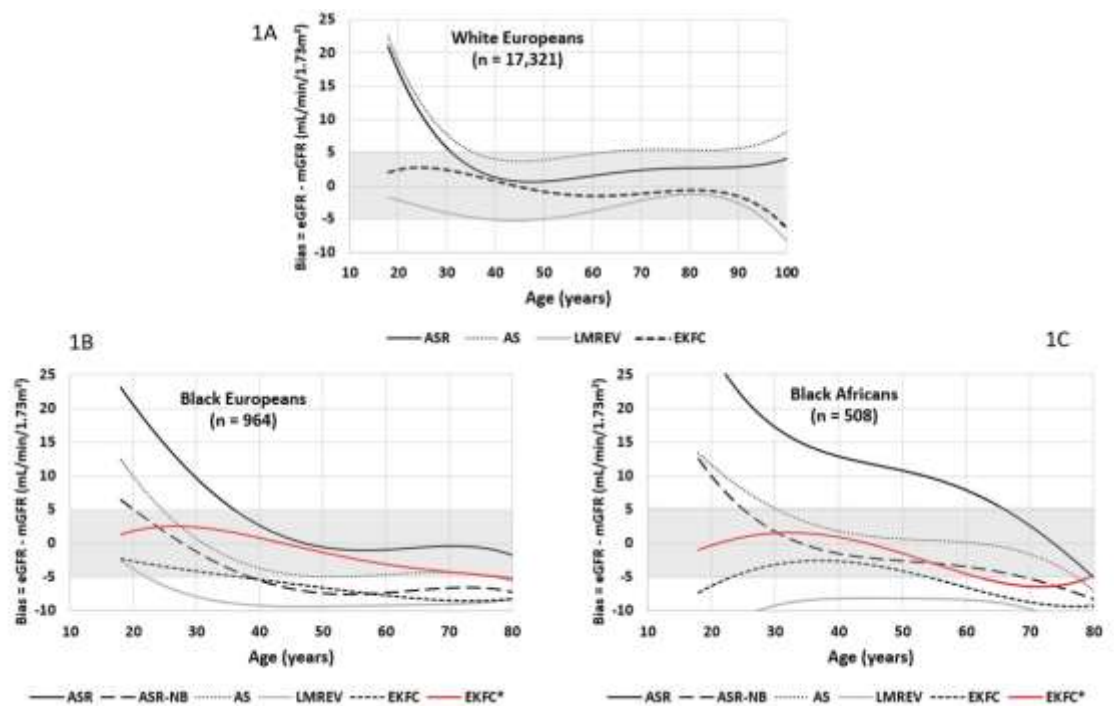 1A
White Europeans
(n = 17,321)
Bias = eGFR - mGFR (mL/min/1.73m²)
25
20
15
10
5
0
-5
-10
10 20 30 40 50 60 70 80 90 100
Age (years)
ASR AS LMREV EKFC
1B
Black Europeans
(n = 964)
Bias = eGFR - mGFR (mL/min/1.73m²)
25
20
15
10
5
0
-5
-10
10 20 30 40 50 60 70 80
Age (years)
ASR ASR-NB AS LMREV EKFC EKFC*
1C
Black Africans
(n = 508)
Bias = eGFR - mGFR (mL/min/1.73m²)
25
20
15
10
5
0
-5
-10
10 20 30 40 50 60 70 80
Age (years)
ASR ASR-NB AS LMREV EKFC EKFC*